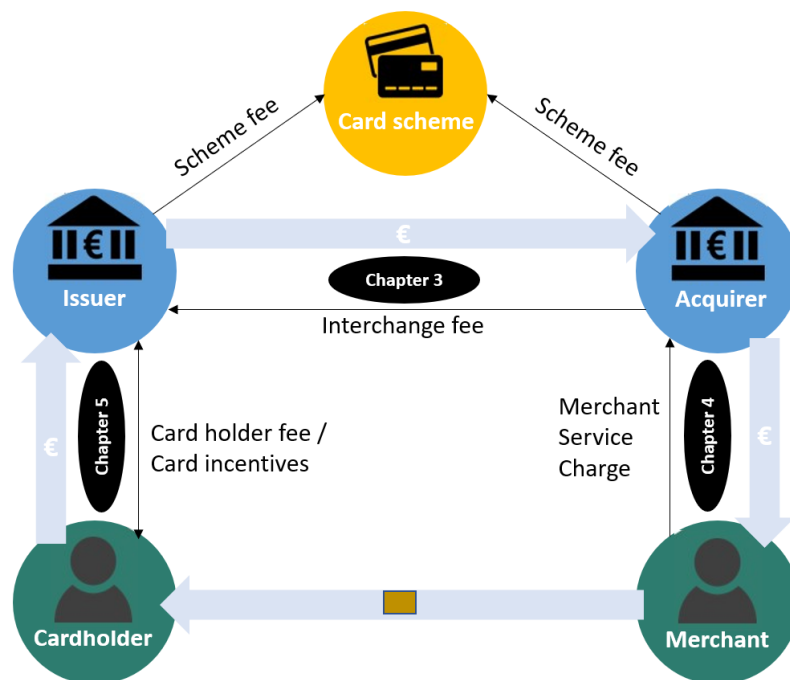 Card scheme
Scheme fee
Scheme fee
€
€
€
Issuer
Acquirer
Chapter 3
Interchange fee
€
Chapter 5
Card holder fee /
Card incentives
Merchant
Service
Charge
Chapter 4
€
Cardholder
Merchant